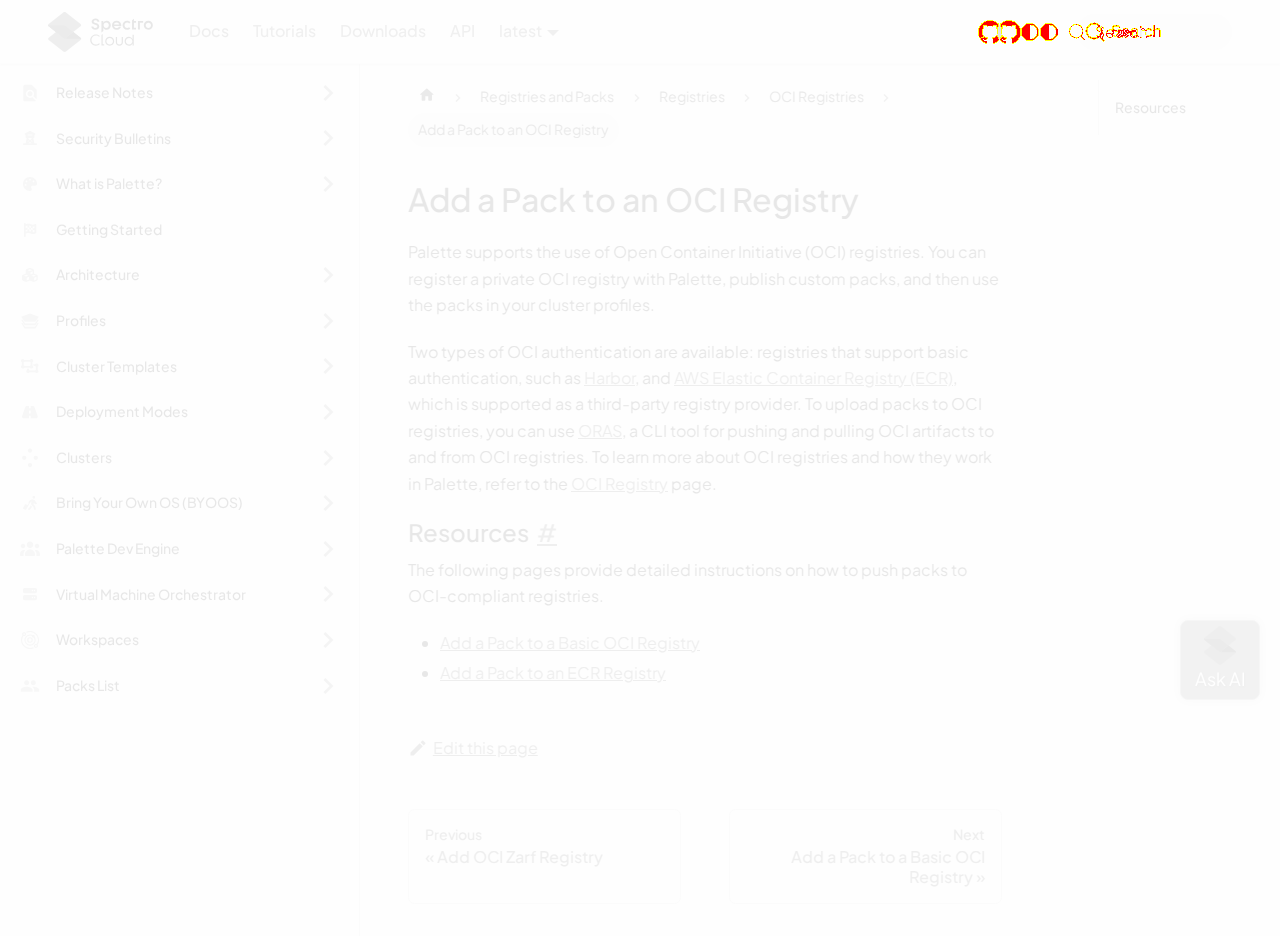 Spectro
Cloud
Docs
Tutorials
Downloads
API
latest
Search
Release Notes
Security Bulletins
What is Palette?
Getting Started
Architecture
Profiles
Cluster Templates
Deployment Modes
Clusters
Bring Your Own OS (BYOOS)
Palette Dev Engine
Virtual Machine Orchestrator
Workspaces
Packs List
Registries and Packs
Registries
OCI Registries
Add a Pack to an OCI Registry
Add a Pack to an OCI Registry
Palette supports the use of Open Container Initiative (OCI) registries. You can
register a private OCI registry with Palette, publish custom packs, and then use
the packs in your cluster profiles.
Two types of OCI authentication are available: registries that support basic
authentication, such as Harbor, and AWS Elastic Container Registry (ECR),
which is supported as a third-party registry provider. To upload packs to OCI
registries, you can use ORAS, a CLI tool for pushing and pulling OCI artifacts to
and from OCI registries. To learn more about OCI registries and how they work
in Palette, refer to the OCI Registry page.
Resources #
The following pages provide detailed instructions on how to push packs to
OCI-compliant registries.
Add a Pack to a Basic OCI Registry
Add a Pack to an ECR Registry
Edit this page
Previous
« Add OCI Zarf Registry
Next
Add a Pack to a Basic OCI
Registry »
Resources
Ask AI